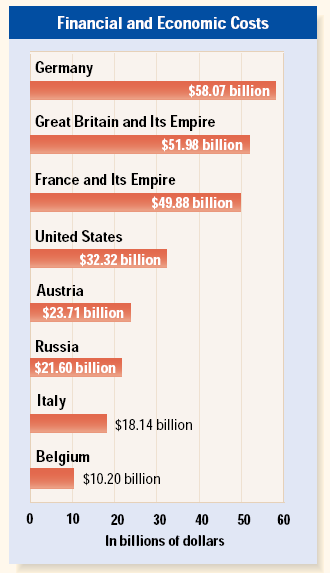 Financial and Economic Costs
Germany
$58.07 billion
Great Britain and Its Empire
$51.98 billion
France and Its Empire
$49.88 billion
United States
$32.32 billion
Austria
$23.71 billion
Russia
$21.60 billion
Italy
$18.14 billion
Belgium
$10.20 billion
0 10 20 30 40 50 60
In billions of dollars